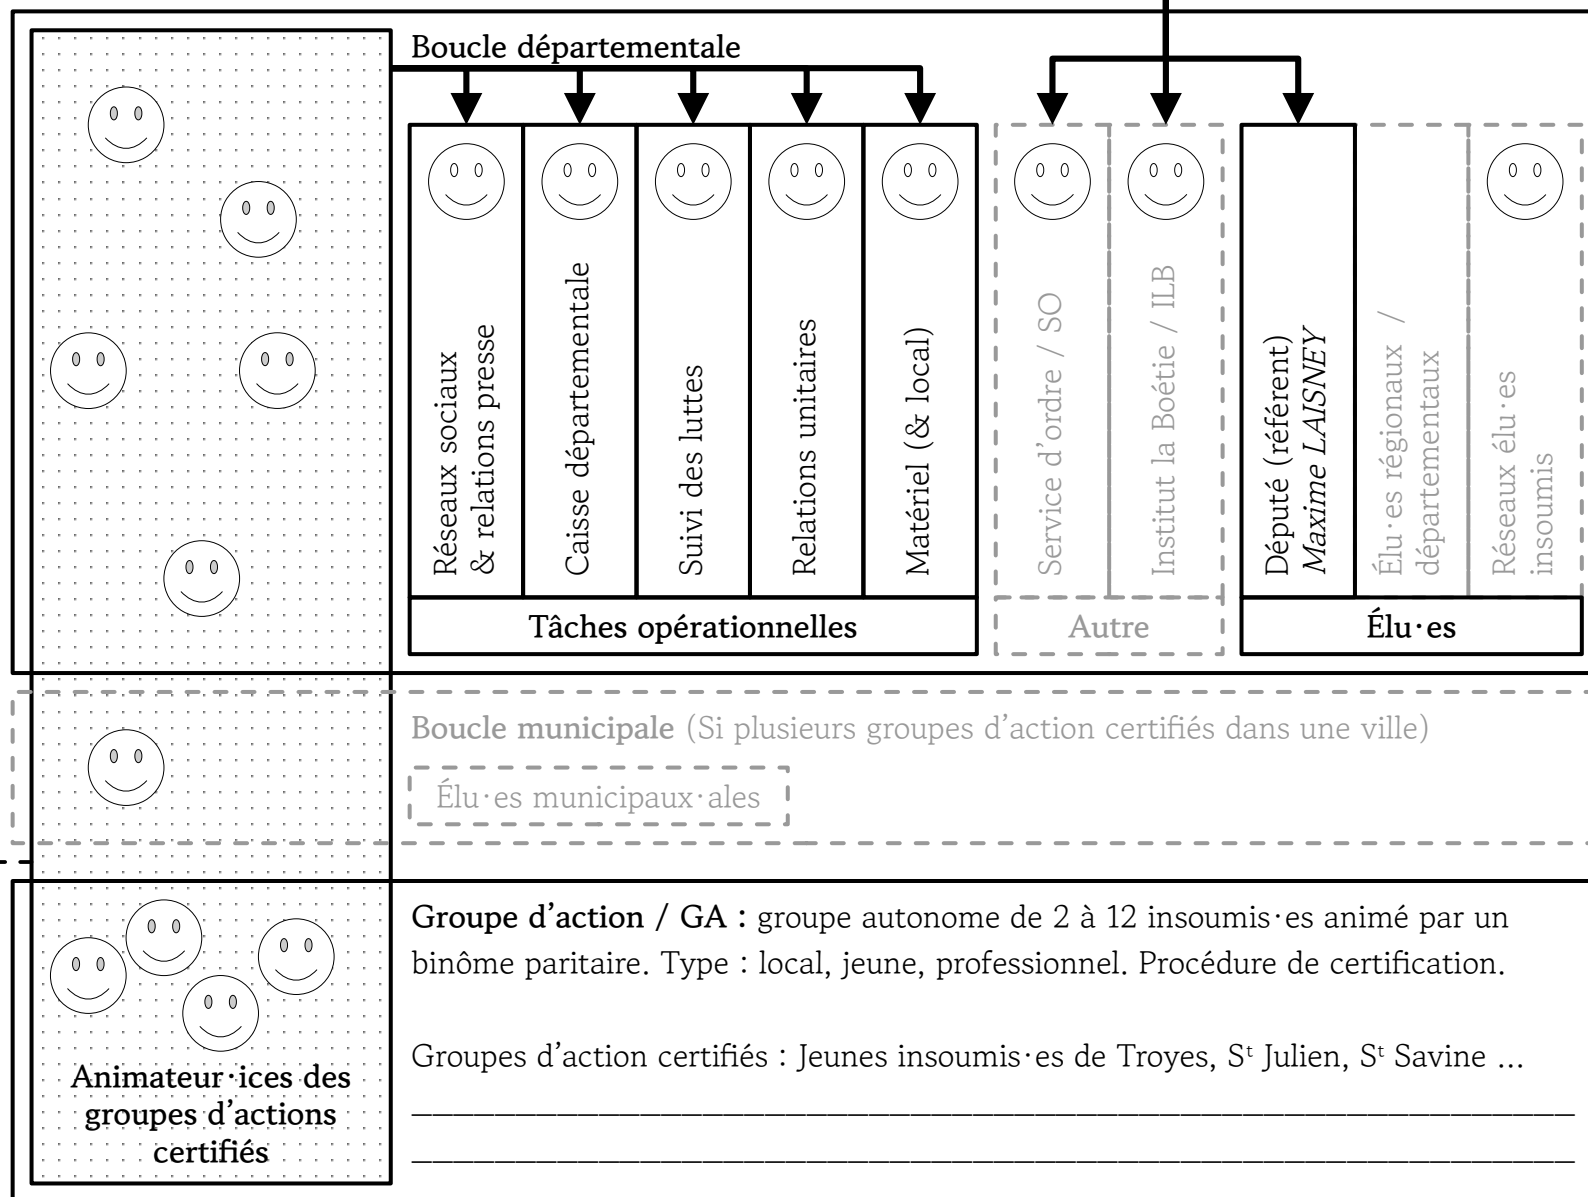 Boucle départementale
Réseaux sociaux
& relations presse
Caisse départementale
Suivi des luttes
Relations unitaires
Matériel (& local)
Tâches opérationnelles
Service d'ordre / SO
Institut la Boétie / ILB
Autre
Député (référent)
Maxime LAISNEY
Élu·es régionaux /
départementaux
Réseaux élu·es
insoumis
Élu·es
Boucle municipale (Si plusieurs groupes d'action certifiés dans une ville)
Élu·es municipaux·ales
Groupe d'action / GA : groupe autonome de 2 à 12 insoumis·es animé par un
binôme paritaire. Type : local, jeune, professionnel. Procédure de certification.
Groupes d'action certifiés : Jeunes insoumis·es de Troyes, Sᵗ Julien, Sᵗ Savine ...
Animateur·ices des
groupes d'actions
certifiés